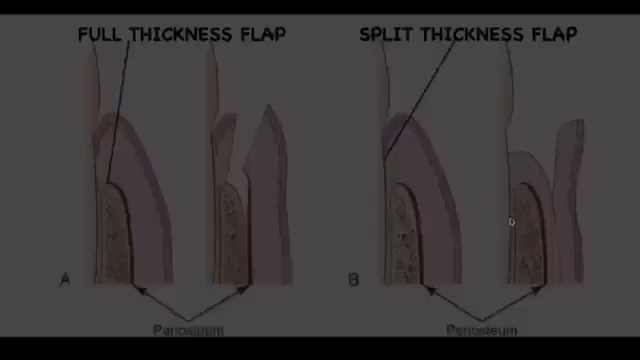 FULL THICKNESS FLAP
SPLIT THICKNESS FLAP
A
B
Periosteum
Periosteum